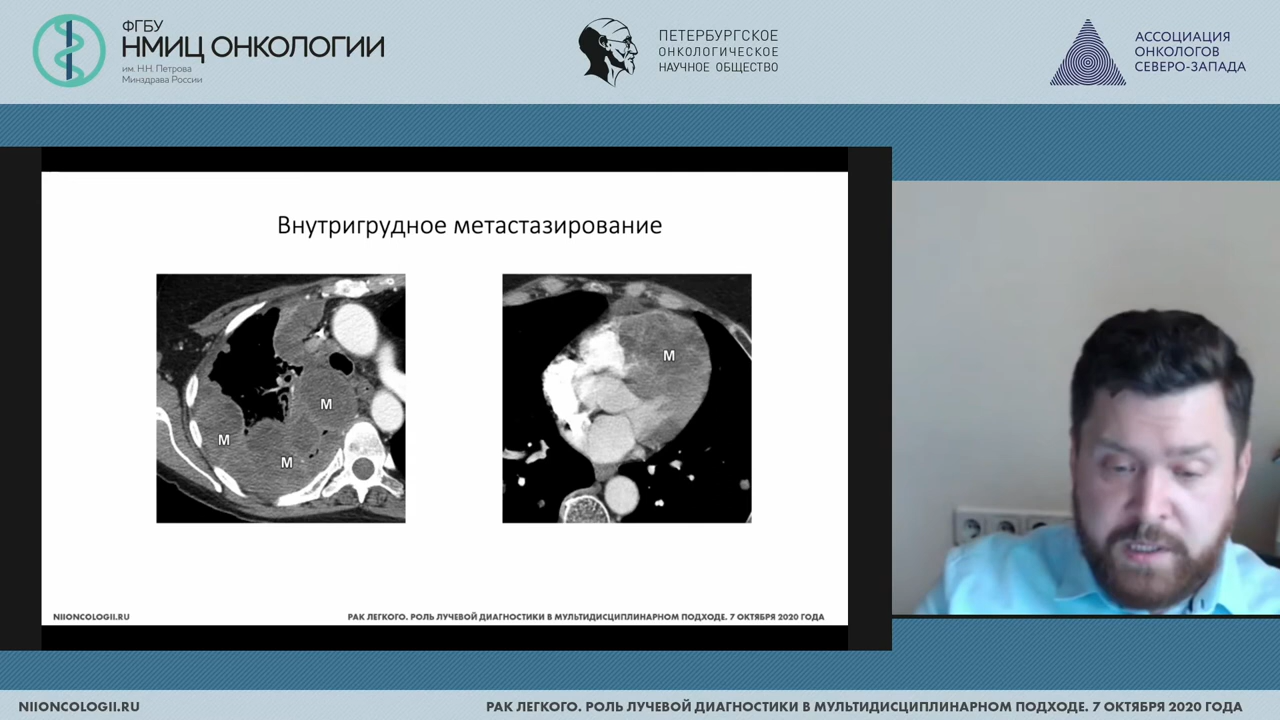 ФГБУ
НМИЦ ОНКОЛОГИИ
им. Н.Н. Петрова
Минздрава России
ПЕТЕРБУРГСКОЕ
ОНКОЛОГИЧЕСКОЕ
НАУЧНОЕ ОБЩЕСТВО
АССОЦИАЦИЯ
ОНКОЛОГОВ
СЕВЕРО-ЗАПАДА
Внутригрудное метастазирование
M
M
M
M
NIIONCOLOGII.RU
РАК ЛЕГКОГО. РОЛЬ ЛУЧЕВОЙ ДИАГНОСТИКИ В МУЛЬТИДИСЦИПЛИНАРНОМ ПОДХОДЕ. 7 ОКТЯБРЯ 2020 ГОДА
NIIONCOLOGII.RU
РАК ЛЕГКОГО. РОЛЬ ЛУЧЕВОЙ ДИАГНОСТИКИ В МУЛЬТИДИСЦИПЛИНАРНОМ ПОДХОДЕ. 7 ОКТЯБРЯ 2020 ГОДА